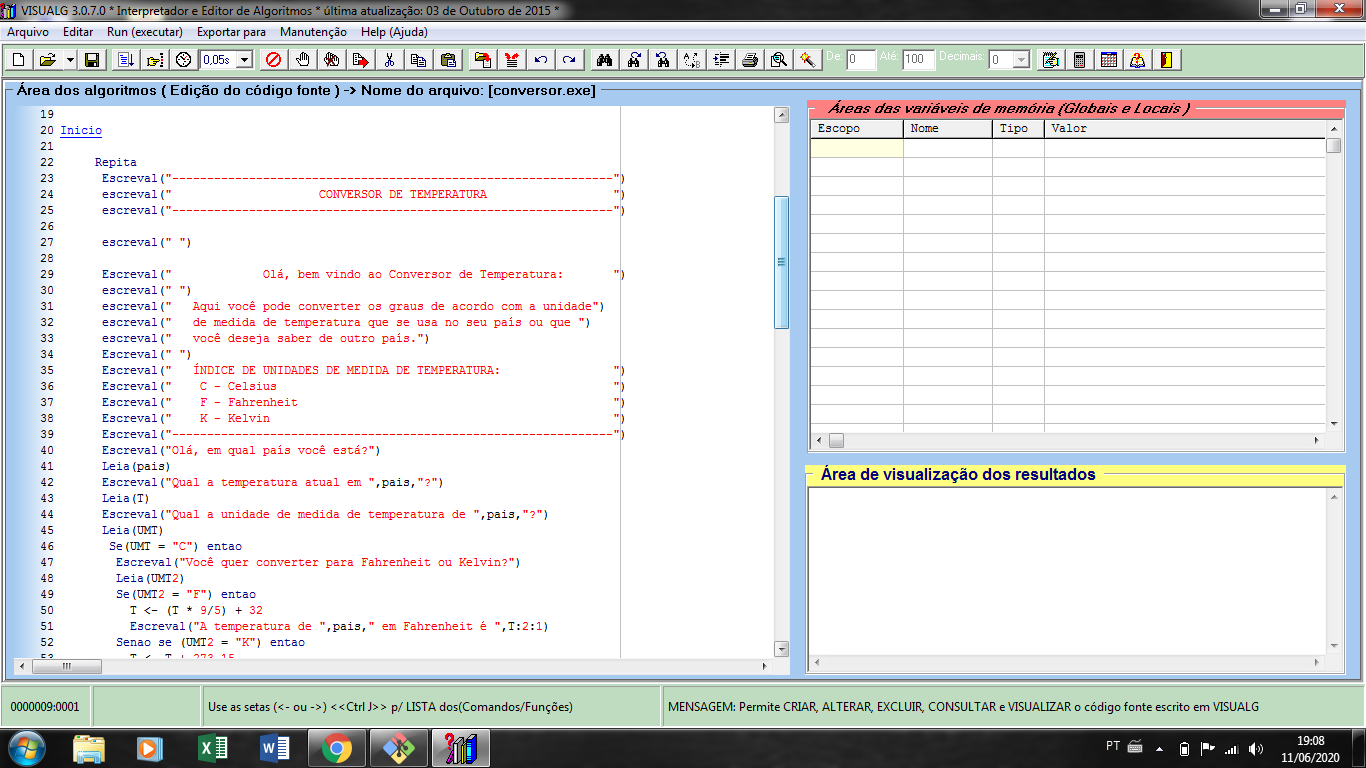 VISUALG 3.0.7.0 * Interpretador e Editor de Algoritmos * última atualização: 03 de Outubro de 2015 *
Arquivo Editar Run (executar) Exportar para Manutenção Help (Ajuda)
0,05s De: 0 Até: 100 Decimais: 0
Área dos algoritmos ( Edição do código fonte ) -> Nome do arquivo: [conversor.exe]
19
20 Inicio
21
22 Repita
23 Escreval("---------------------------------------------------------------")
24 escreval("                     CONVERSOR DE TEMPERATURA                  ")
25 escreval("---------------------------------------------------------------")
26
27 escreval(" ")
28
29 Escreval("             Olá, bem vindo ao Conversor de Temperatura:       ")
30 escreval(" ")
31 escreval("   Aqui você pode converter os graus de acordo com a unidade")
32 escreval("   de medida de temperatura que se usa no seu país ou que ")
33 escreval("   você deseja saber de outro país.")
34 Escreval(" ")
35 Escreval("   ÍNDICE DE UNIDADES DE MEDIDA DE TEMPERATURA:                ")
36 Escreval("    C - Celsius                                                ")
37 Escreval("    F - Fahrenheit                                             ")
38 Escreval("    K - Kelvin                                                 ")
39 Escreval("---------------------------------------------------------------")
40 Escreval("Olá, em qual país você está?")
41 Leia(pais)
42 Escreval("Qual a temperatura atual em ",pais,"?")
43 Leia(T)
44 Escreval("Qual a unidade de medida de temperatura de ",pais,"?")
45 Leia(UMT)
46 Se(UMT = "C") entao
47 Escreval("Você quer converter para Fahrenheit ou Kelvin?")
48 Leia(UMT2)
49 Se(UMT2 = "F") entao
50 T <- (T * 9/5) + 32
51 Escreval("A temperatura de ",pais," em Fahrenheit é ",T:2:1)
52 Senao se (UMT2 = "K") entao
53 T <- T + 273.15
Áreas das variáveis de memória (Globais e Locais )
Escopo Nome Tipo Valor
Área de visualização dos resultados
0000009:0001
Use as setas (<- ou ->) <<Ctrl J>> p/ LISTA dos(Comandos/Funções)
MENSAGEM: Permite CRIAR, ALTERAR, EXCLUIR, CONSULTAR e VISUALIZAR o código fonte escrito em VISUALG
PT
19:08
11/06/2020